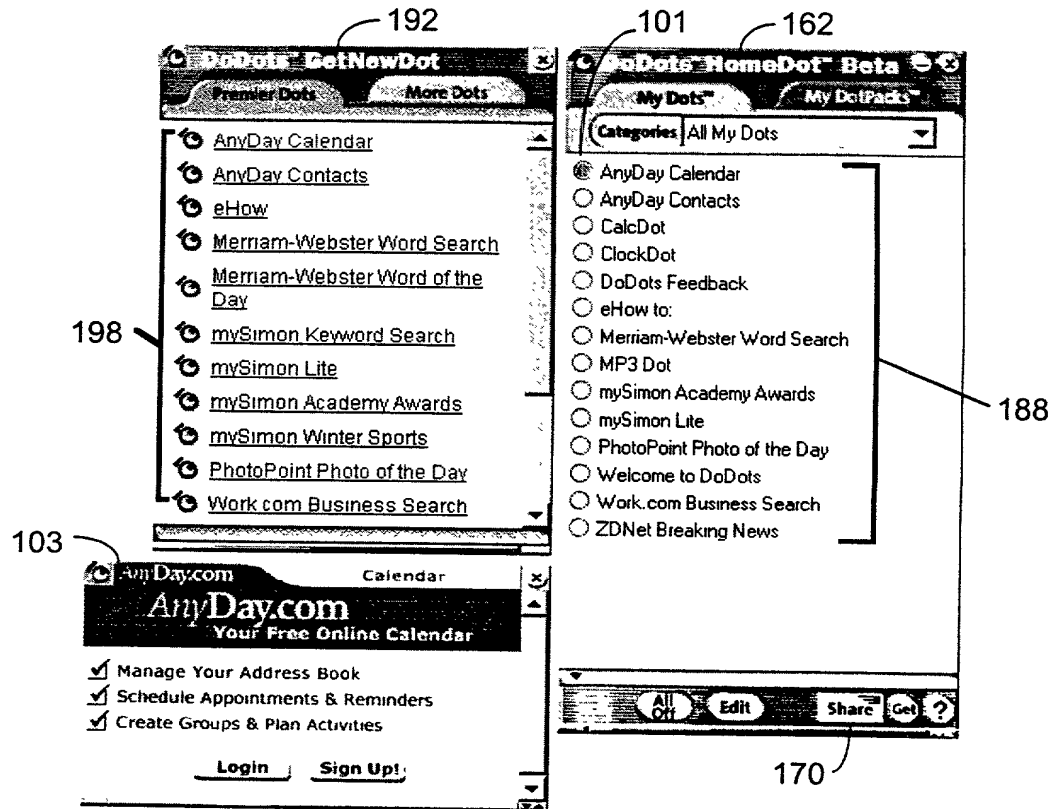 192
DoDots™ GetNewDot
Premier Dots
More Dots
AnyDay Calendar
AnyDay Contacts
eHow
Merriam-Webster Word Search
Merriam-Webster Word of the
Day
mySimon Keyword Search
mySimon Lite
mySimon Academy Awards
mySimon Winter Sports
PhotoPoint Photo of the Day
Work.com Business Search
198
101
162
DoDots™ HomeDot™ Beta
My Dots™
My DotPacks™
Categories All My Dots
AnyDay Calendar
AnyDay Contacts
CalcDot
ClockDot
DoDots Feedback
eHow to:
Merriam-Webster Word Search
MP3 Dot
mySimon Academy Awards
mySimon Lite
PhotoPoint Photo of the Day
Welcome to DoDots
Work.com Business Search
ZDNet Breaking News
188
All Off
Edit
Share
Get
?
170
103
AnyDay.com
Calendar
AnyDay.com
Your Free Online Calendar
Manage Your Address Book
Schedule Appointments & Reminders
Create Groups & Plan Activities
Login
Sign Up!